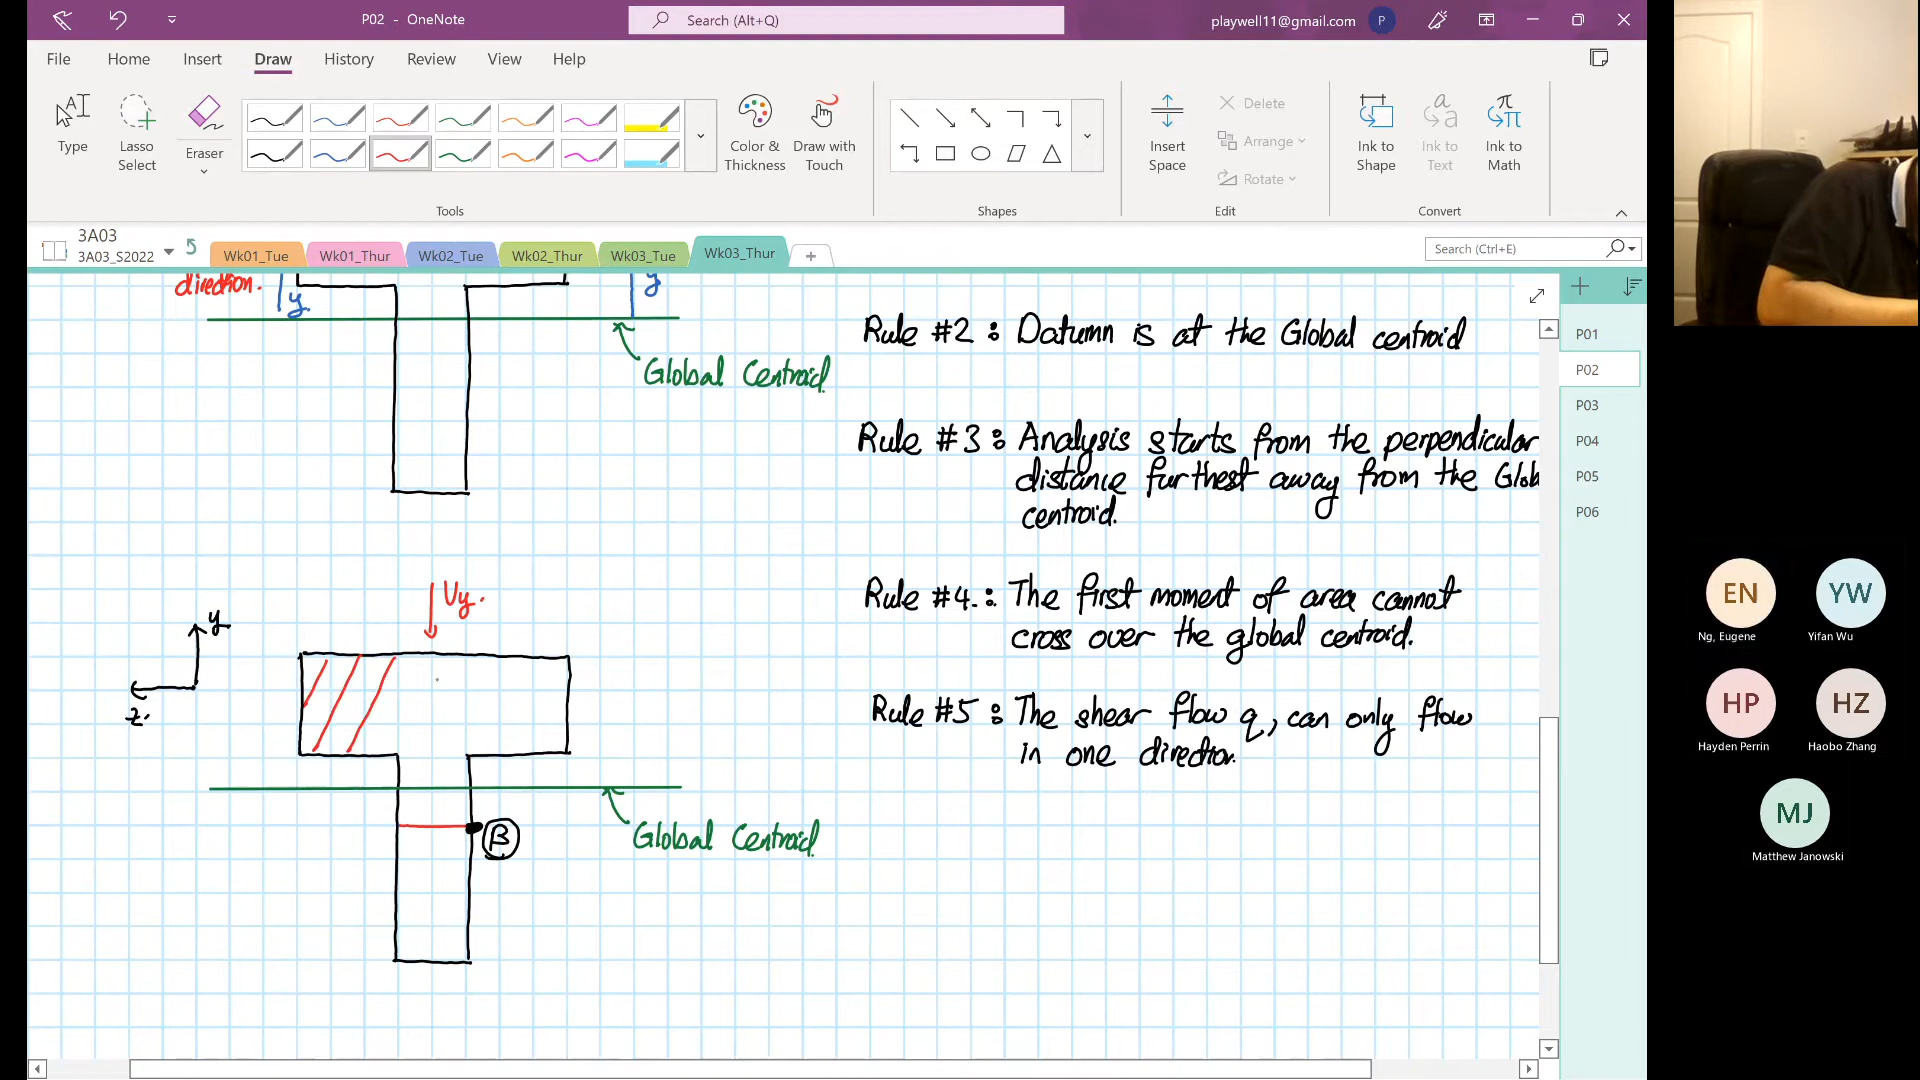 P02 - OneNote
Search (Alt+Q)
playwell11@gmail.com
P
File
Home
Insert
Draw
History
Review
View
Help
Type
Lasso
Select
Eraser
Color &
Thickness
Draw with
Touch
Insert
Space
Delete
Arrange
Rotate
Ink to
Shape
Ink to
Text
Ink to
Math
Tools
Shapes
Edit
Convert
3A03
3A03_S2022
Wk01_Tue
Wk01_Thur
Wk02_Tue
Wk02_Thur
Wk03_Tue
Wk03_Thur
Search (Ctrl+E)
P01
P02
P03
P04
P05
P06
direction.
y.
y
Global Centroid.
Rule #2 : Datumn is at the Global centroid
Rule #3 : Analysis starts from the perpendicular
distance furthest away from the Glob
centroid.
Rule #4. : The first moment of area cannot
cross over the global centroid.
Rule #5 : The shear flow q, can only flow
in one direction.
Vy.
y
z.
B
Global Centroid.
EN
Ng, Eugene
YW
Yifan Wu
HP
Hayden Perrin
HZ
Haobo Zhang
MJ
Matthew Janowski